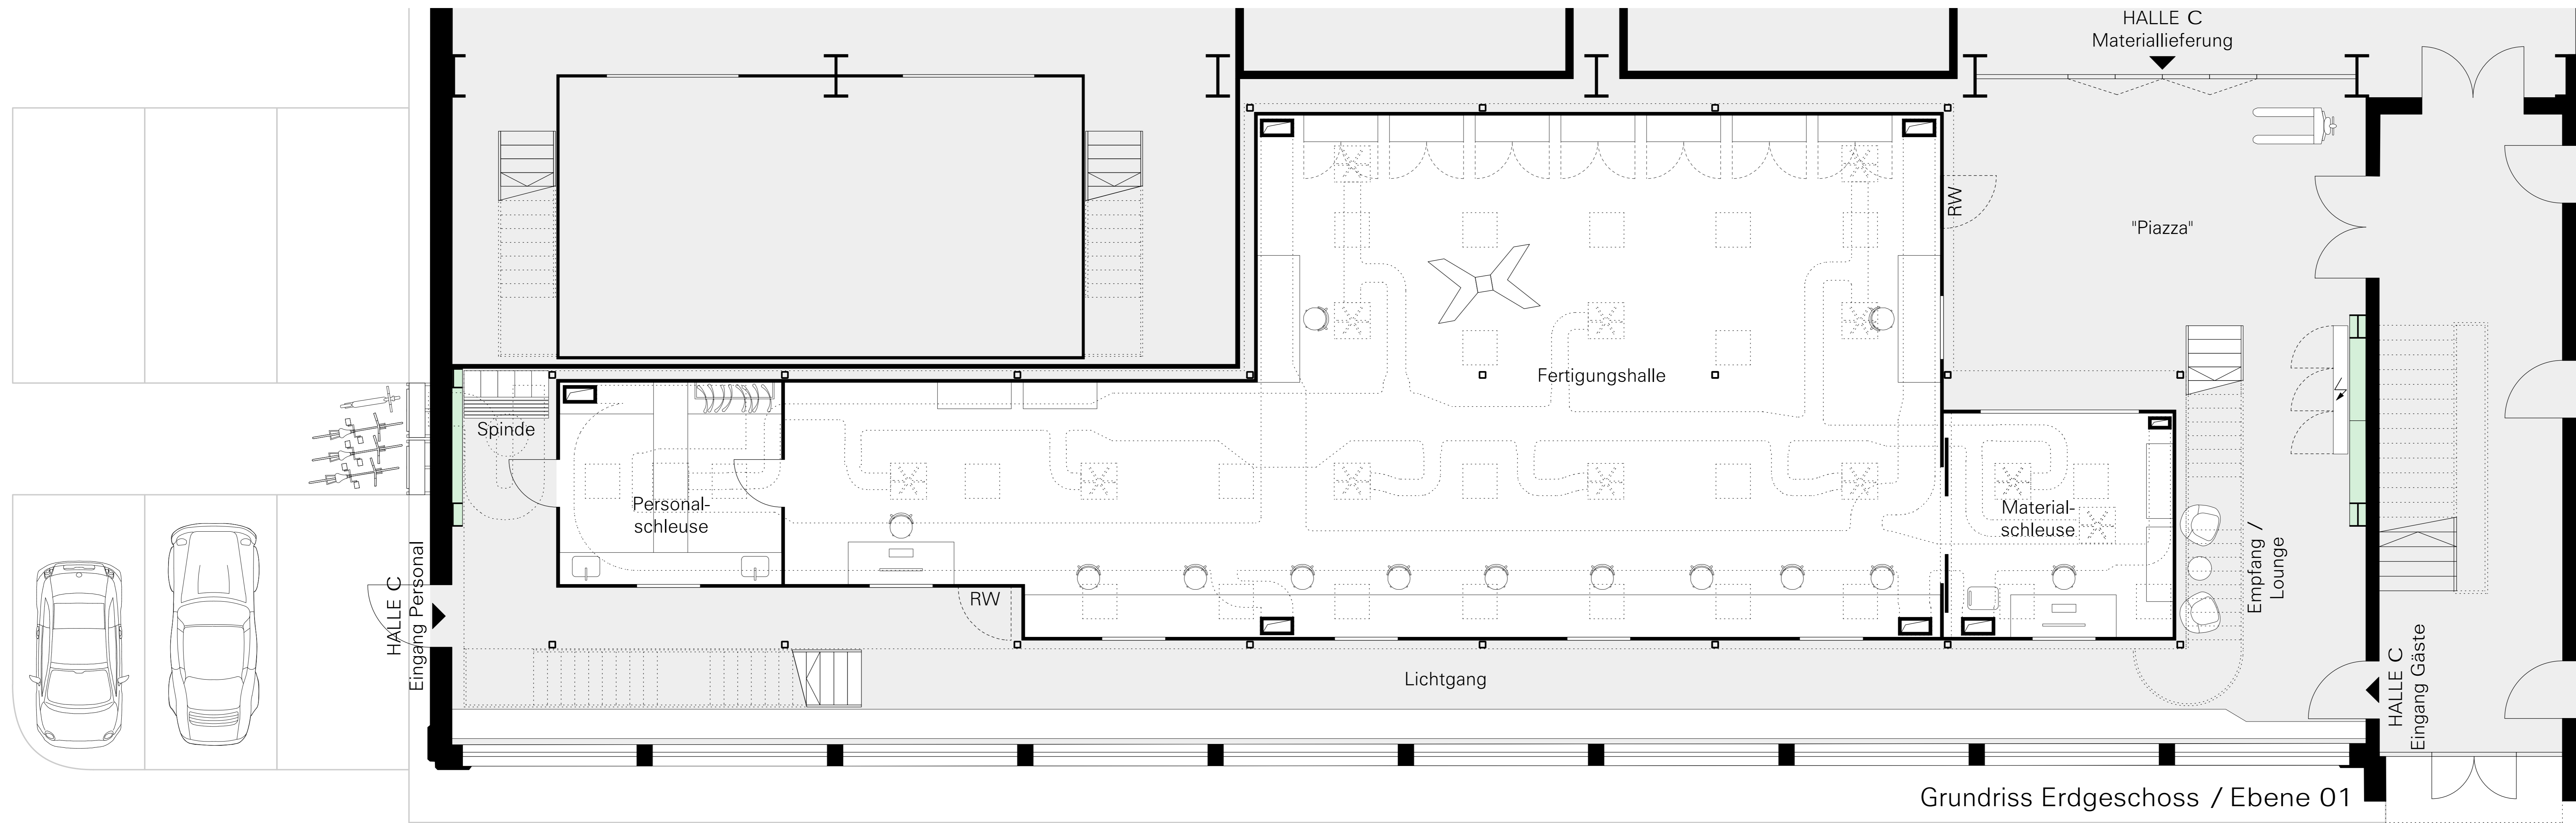 HALLE C
Materiallieferung
RW
"Piazza"
Fertigungshalle
Spinde
Personal-
schleuse
Material-
schleuse
Empfang /
Lounge
HALLE C
Eingang Personal
RW
Lichtgang
HALLE C
Eingang Gäste
Grundriss Erdgeschoss / Ebene 01